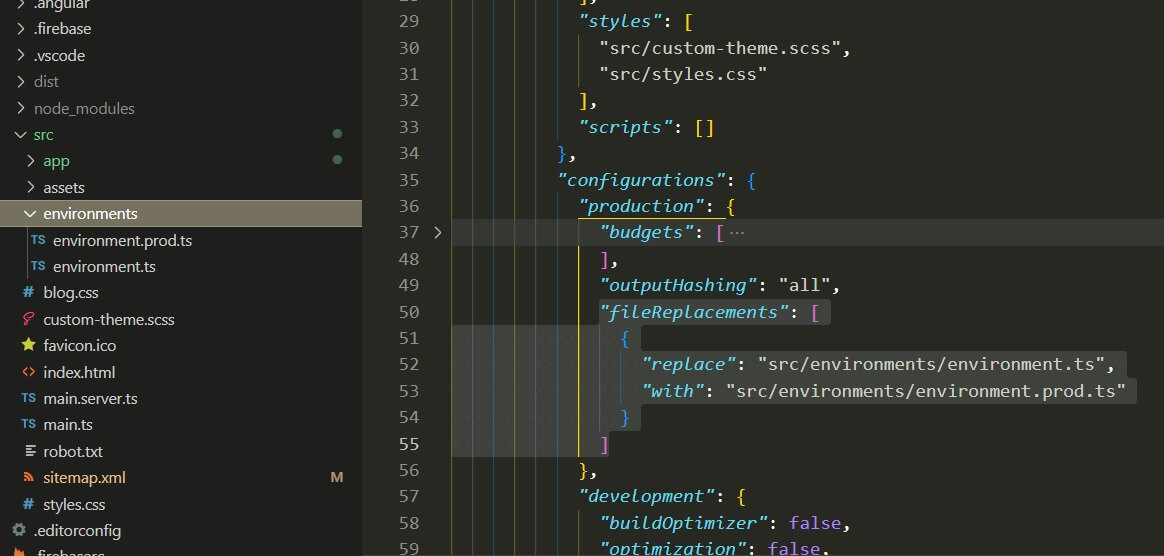 .angular
.firebase
.vscode
dist
node_modules
src
app
assets
environments
TS environment.prod.ts
TS environment.ts
# blog.css
custom-theme.scss
favicon.ico
<> index.html
TS main.server.ts
TS main.ts
robot.txt
sitemap.xml M
# styles.css
.editorconfig
.firebaserc
28 ],
29 "styles": [
30 "src/custom-theme.scss",
31 "src/styles.css"
32 ],
33 "scripts": []
34 },
35 "configurations": {
36 "production": {
37 "budgets": [ ···
48 ],
49 "outputHashing": "all",
50 "fileReplacements": [
51 {
52 "replace": "src/environments/environment.ts",
53 "with": "src/environments/environment.prod.ts"
54 }
55 ]
56 },
57 "development": {
58 "buildOptimizer": false,
59 "optimization": false,